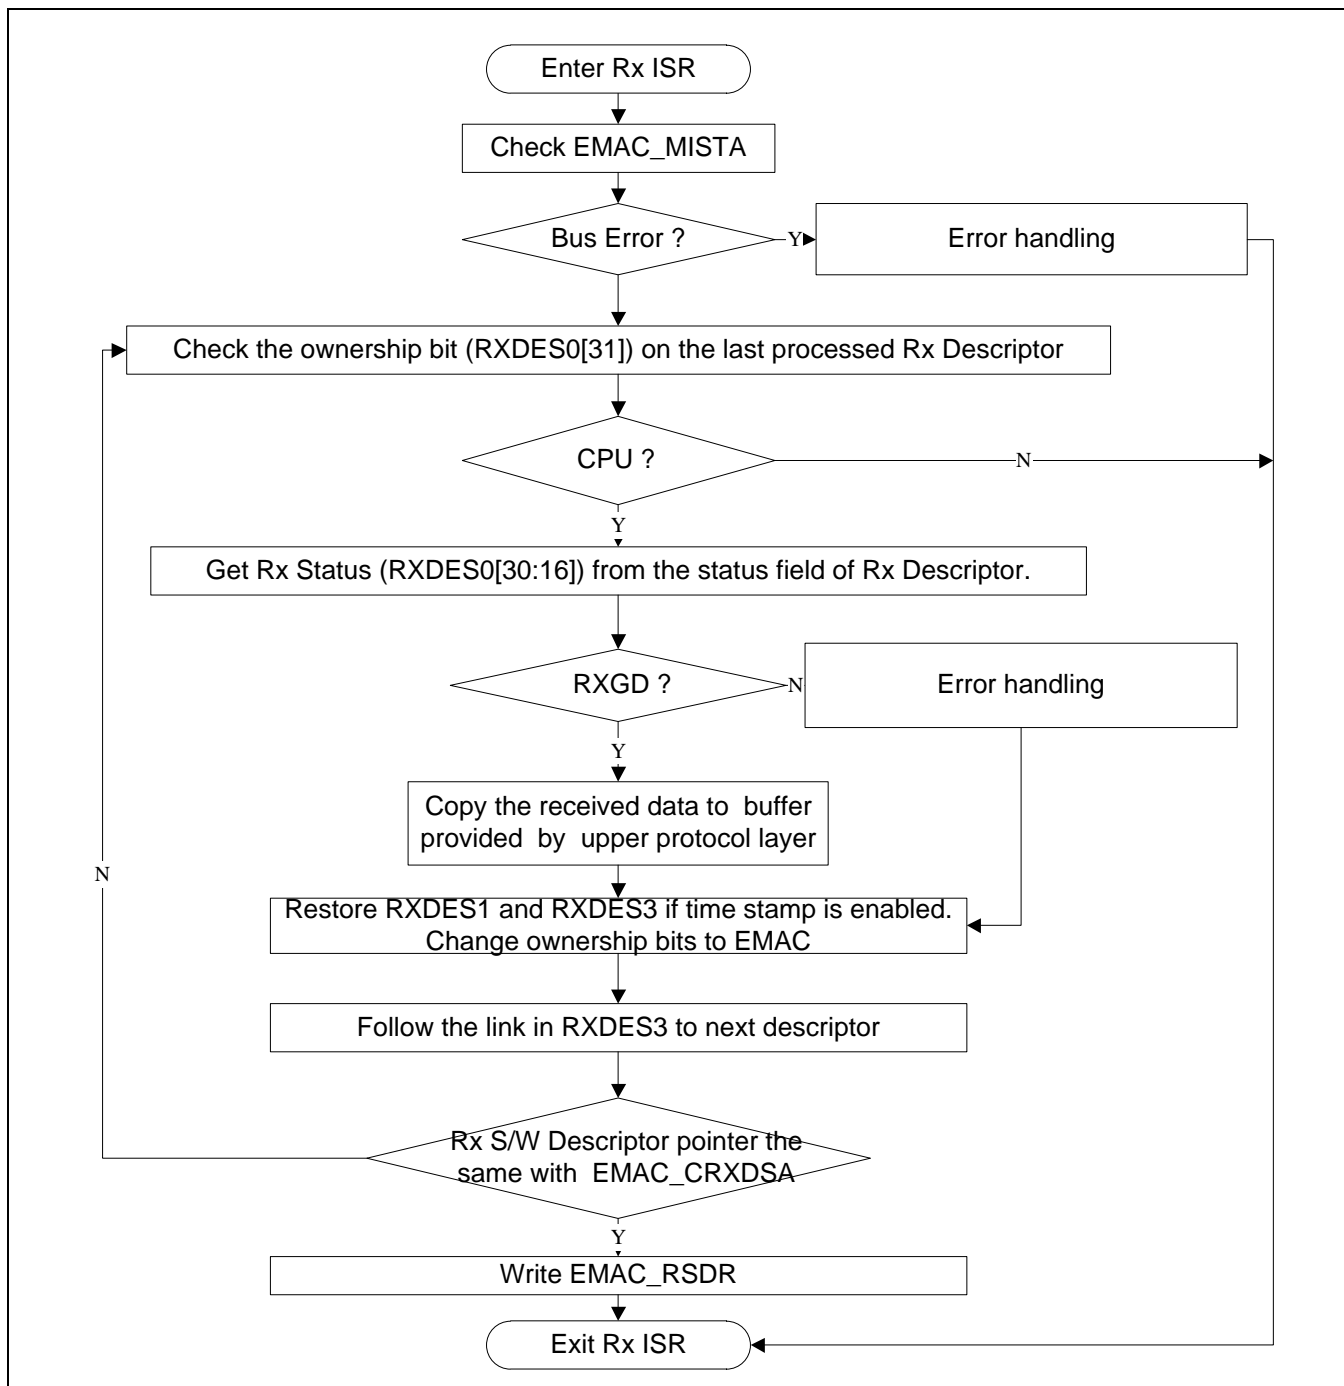 Enter Rx ISR
Check EMAC_MISTA
Bus Error ?
Y
Error handling
Check the ownership bit (RXDES0[31]) on the last processed Rx Descriptor
CPU ?
N
Y
Get Rx Status (RXDES0[30:16]) from the status field of Rx Descriptor.
RXGD ?
N
Error handling
Y
Copy the received data to  buffer
provided  by  upper protocol layer
N
Restore RXDES1 and RXDES3 if time stamp is enabled.
Change ownership bits to EMAC
Follow the link in RXDES3 to next descriptor
Rx S/W Descriptor pointer the
same with  EMAC_CRXDSA
Y
Write EMAC_RSDR
Exit Rx ISR